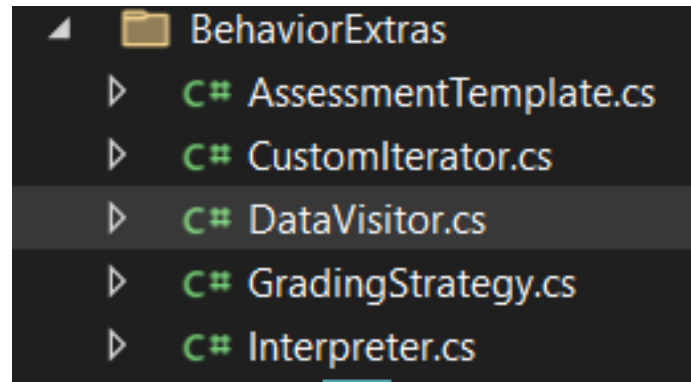 BehaviorExtras
C# AssessmentTemplate.cs
C# CustomIterator.cs
C# DataVisitor.cs
C# GradingStrategy.cs
C# Interpreter.cs